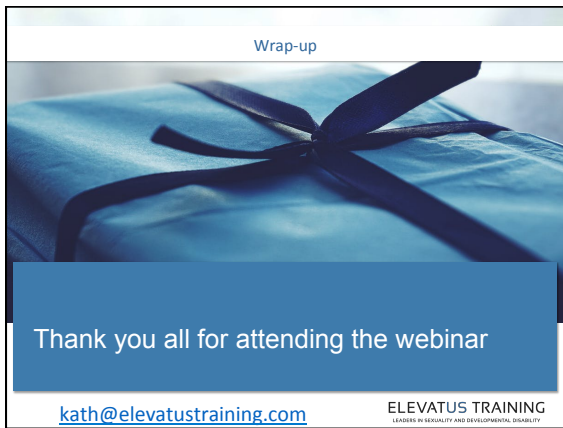 Wrap-up
Thank you all for attending the webinar
kath@elevatustraining.com
ELEVATUS TRAINING
LEADERS IN SEXUALITY AND DEVELOPMENTAL DISABILITY